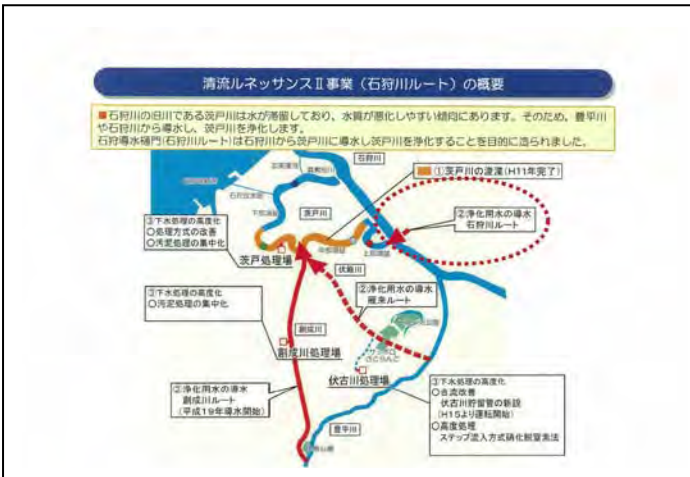 清流ルネッサンスⅡ事業（石狩川ルート）の概要
■石狩川の旧川である茨戸川は水が滞留しており、水質が悪化しやすい傾向にあります。そのため、豊平川
や石狩川から導水し、茨戸川を浄化します。
石狩導水樋門(石狩川ルート)は石狩川から茨戸川に導水し茨戸川を浄化することを目的に造られました。
石狩川
①茨戸川の浚渫(H11年完了)
茨戸川
②浄化用水の導水
石狩川ルート
③下水処理の高度化
○処理方式の改善
○汚泥処理の集中化
茨戸処理場
伏籠川
②浄化用水の導水
雁来ルート
③下水処理の高度化
○汚泥処理の集中化
創成川
創成川処理場
伏古川処理場
②浄化用水の導水
創成川ルート
(平成19年導水開始)
③下水処理の高度化
○合流改善
伏古川貯留管の新設
(H15より運転開始)
○高度処理
ステップ流入方式硝化脱窒素法
豊平川